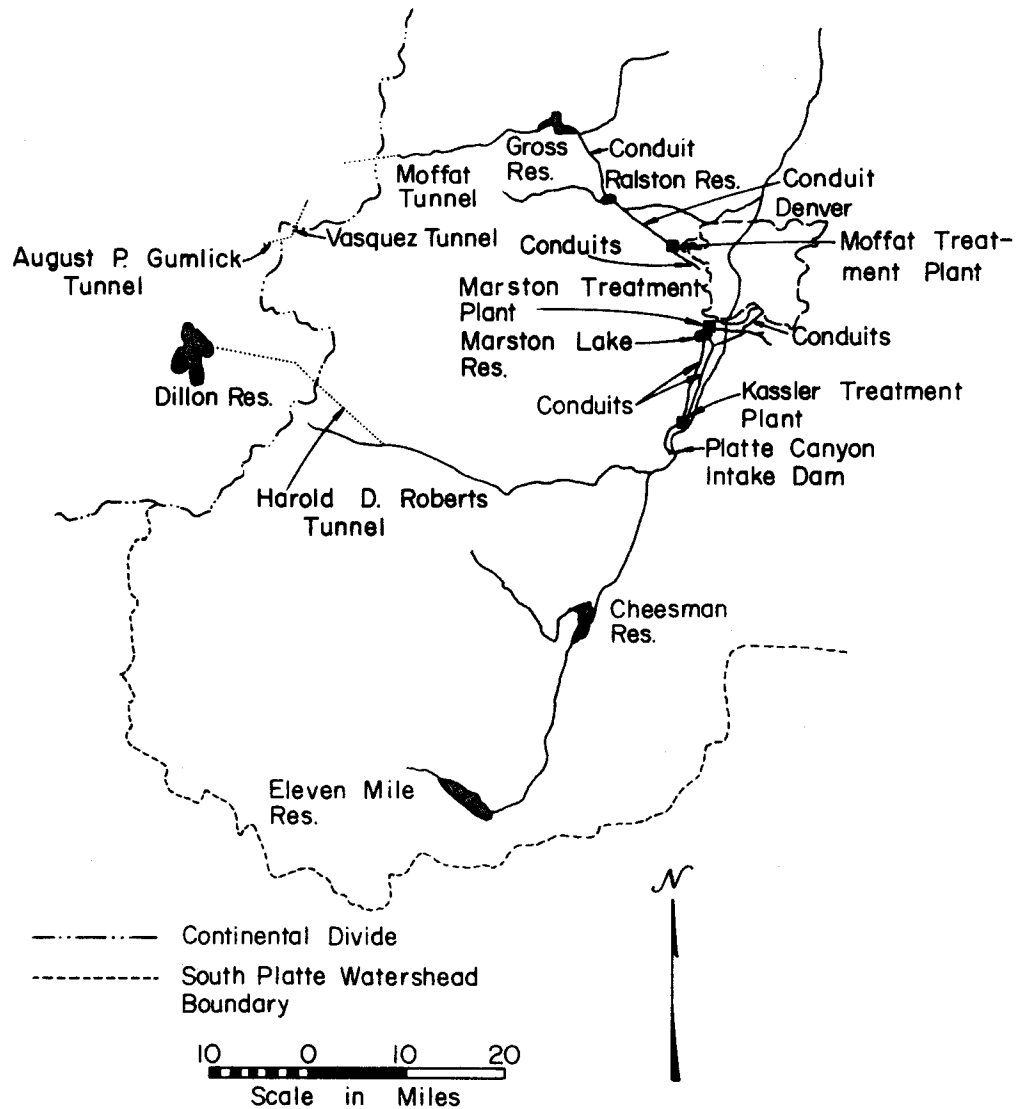 Gross
Res.
Conduit
Ralston Res.
Moffat
Tunnel
Conduit
Denver
Vasquez Tunnel
August P. Gumlick
Tunnel
Conduits
Moffat Treat-
ment Plant
Marston Treatment
Plant
Marston Lake
Res.
Conduits
Dillon Res.
Conduits
Kassler Treatment
Plant
Platte Canyon
Intake Dam
Harold D. Roberts
Tunnel
Cheesman
Res.
Eleven Mile
Res.
N
Continental Divide
South Platte Watershead
Boundary
10 0 10 20
Scale in Miles